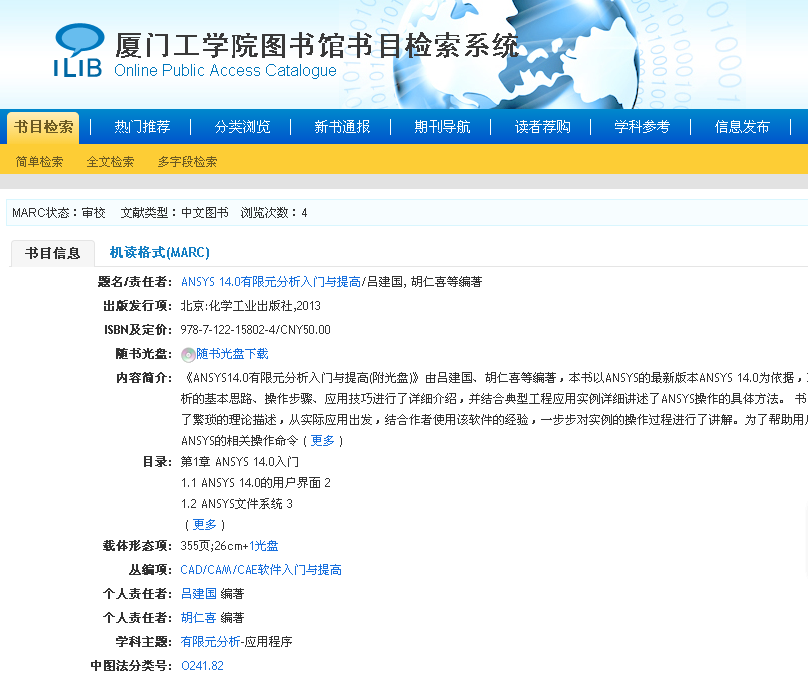 ILIB
厦门工学院图书馆书目检索系统
Online Public Access Catalogue
书目检索 热门推荐 分类浏览 新书通报 期刊导航 读者荐购 学科参考 信息发布
简单检索 全文检索 多字段检索
MARC状态：审校 文献类型：中文图书 浏览次数：4
书目信息 机读格式(MARC)
题名/责任者: ANSYS 14.0有限元分析入门与提高/吕建国, 胡仁喜等编著
出版发行项: 北京:化学工业出版社,2013
ISBN及定价: 978-7-122-15802-4/CNY50.00
随书光盘: 随书光盘下载
内容简介: 《ANSYS14.0有限元分析入门与提高(附光盘)》由吕建国、胡仁喜等编著，本书以ANSYS的最新版本ANSYS 14.0为依据，
析的基本思路、操作步骤、应用技巧进行了详细介绍，并结合典型工程应用实例详细讲述了ANSYS操作的具体方法。 书
了繁琐的理论描述，从实际应用出发，结合作者使用该软件的经验，一步步对实例的操作过程进行了讲解。为了帮助用
ANSYS的相关操作命令（更多）
目录: 第1章 ANSYS 14.0入门
1.1 ANSYS 14.0的用户界面 2
1.2 ANSYS文件系统 3
（更多）
载体形态项: 355页;26cm+1光盘
丛编项: CAD/CAM/CAE软件入门与提高
个人责任者: 吕建国 编著
个人责任者: 胡仁喜 编著
学科主题: 有限元分析-应用程序
中图法分类号: O241.82